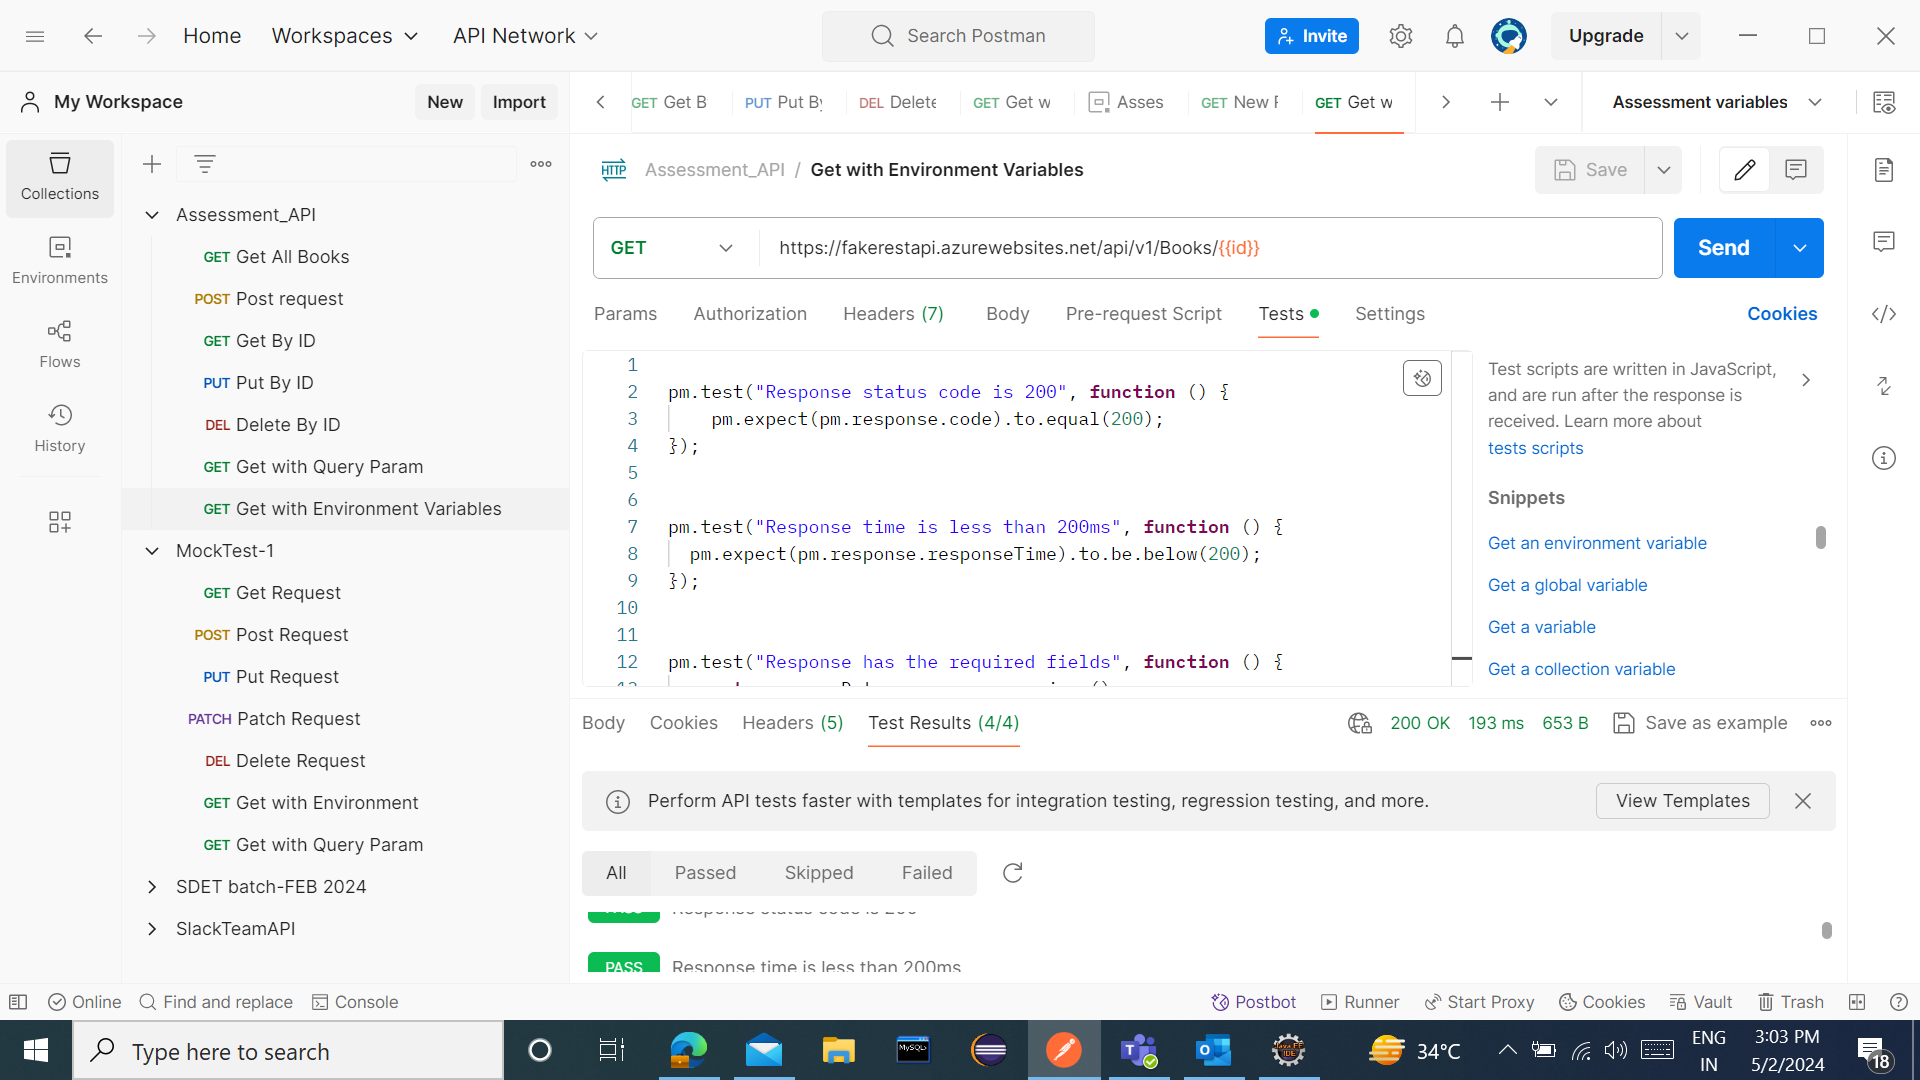 Home
Workspaces
API Network
Search Postman
Invite
Upgrade
My Workspace
New
Import
GET Get B
PUT Put By
DEL Delete
GET Get w
Asses
GET New F
GET Get w
Assessment variables
Collections
Environments
Flows
History
Assessment_API
GET Get All Books
POST Post request
GET Get By ID
PUT Put By ID
DEL Delete By ID
GET Get with Query Param
GET Get with Environment Variables
MockTest-1
GET Get Request
POST Post Request
PUT Put Request
PATCH Patch Request
DEL Delete Request
GET Get with Environment
GET Get with Query Param
SDET batch-FEB 2024
SlackTeamAPI
HTTP Assessment_API / Get with Environment Variables
Save
GET
https://fakerestapi.azurewebsites.net/api/v1/Books/{{id}}
Send
Params
Authorization
Headers (7)
Body
Pre-request Script
Tests
Settings
Cookies
1
2 pm.test("Response status code is 200", function () {
3 pm.expect(pm.response.code).to.equal(200);
4 });
5
6
7 pm.test("Response time is less than 200ms", function () {
8 pm.expect(pm.response.responseTime).to.be.below(200);
9 });
10
11
12 pm.test("Response has the required fields", function () {
Test scripts are written in JavaScript,
and are run after the response is
received. Learn more about
tests scripts
Snippets
Get an environment variable
Get a global variable
Get a variable
Get a collection variable
Body
Cookies
Headers (5)
Test Results (4/4)
200 OK
193 ms
653 B
Save as example
Perform API tests faster with templates for integration testing, regression testing, and more.
View Templates
All
Passed
Skipped
Failed
PASS Response status code is 200
PASS Response time is less than 200ms
Online
Find and replace
Console
Postbot
Runner
Start Proxy
Cookies
Vault
Trash
Type here to search
MySQL
Java EE
IDE
34°C
ENG
IN
3:03 PM
5/2/2024
18